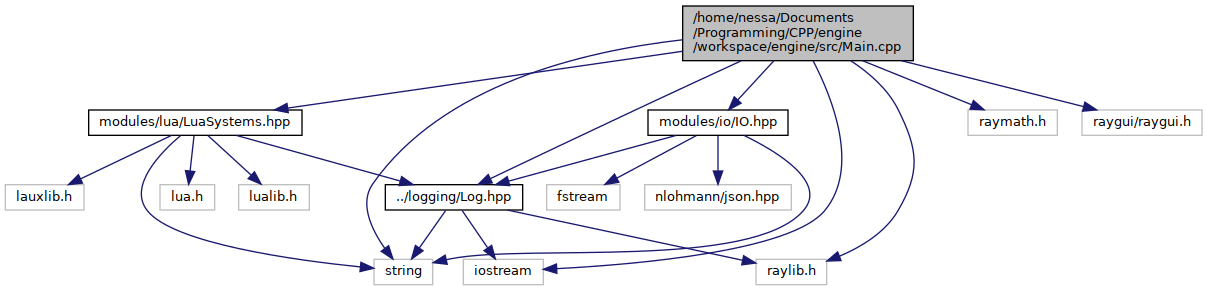 /home/nessa/Documents
/Programming/CPP/engine
/workspace/engine/src/Main.cpp
modules/lua/LuaSystems.hpp
modules/io/IO.hpp
raymath.h
raygui/raygui.h
lauxlib.h
lua.h
lualib.h
../logging/Log.hpp
fstream
nlohmann/json.hpp
string
iostream
raylib.h